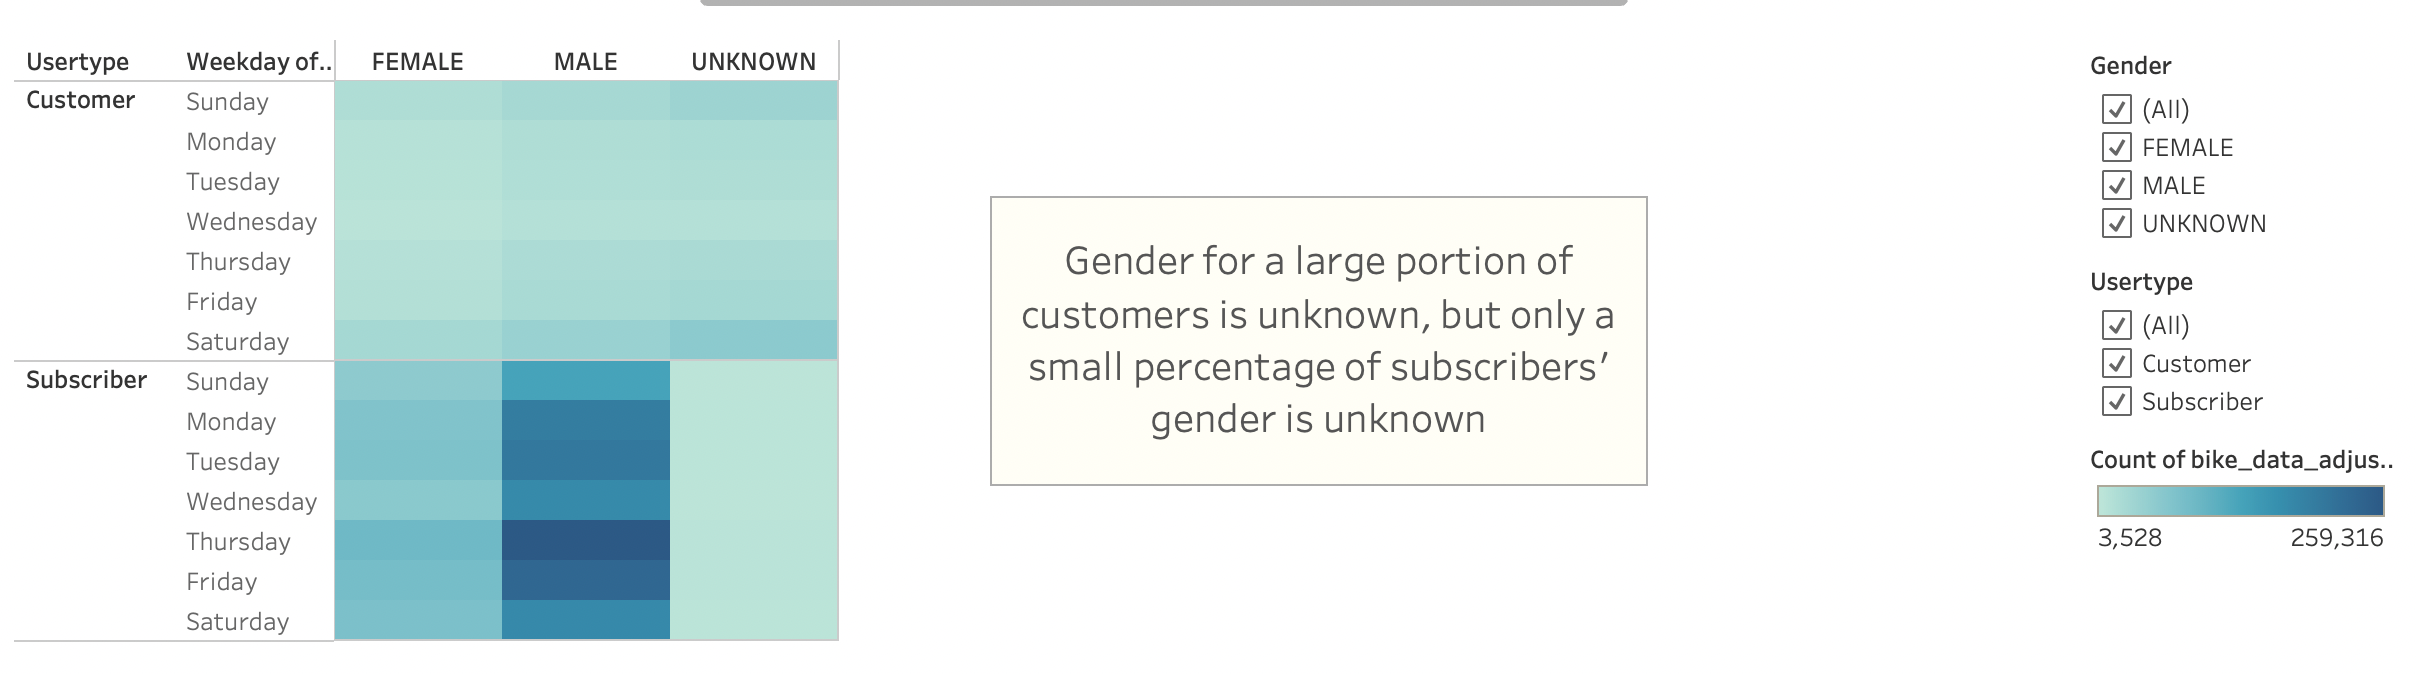 Usertype Weekday of.. FEMALE MALE UNKNOWN
Customer Sunday
Monday
Tuesday
Wednesday
Thursday
Friday
Saturday
Subscriber Sunday
Monday
Tuesday
Wednesday
Thursday
Friday
Saturday
Gender for a large portion of
customers is unknown, but only a
small percentage of subscribers’
gender is unknown
Gender
(All)
FEMALE
MALE
UNKNOWN
Usertype
(All)
Customer
Subscriber
Count of bike_data_adjus..
3,528 259,316